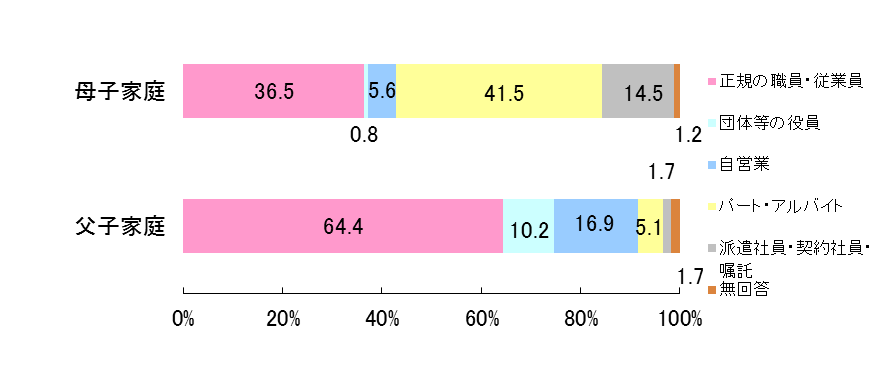 母子家庭
36.5
5.6
41.5
14.5
0.8
1.2
1.7
父子家庭
64.4
10.2
16.9
5.1
1.7
0%
20%
40%
60%
80%
100%
正規の職員・従業員
団体等の役員
自営業
パート・アルバイト
派遣社員・契約社員・
嘱託
無回答